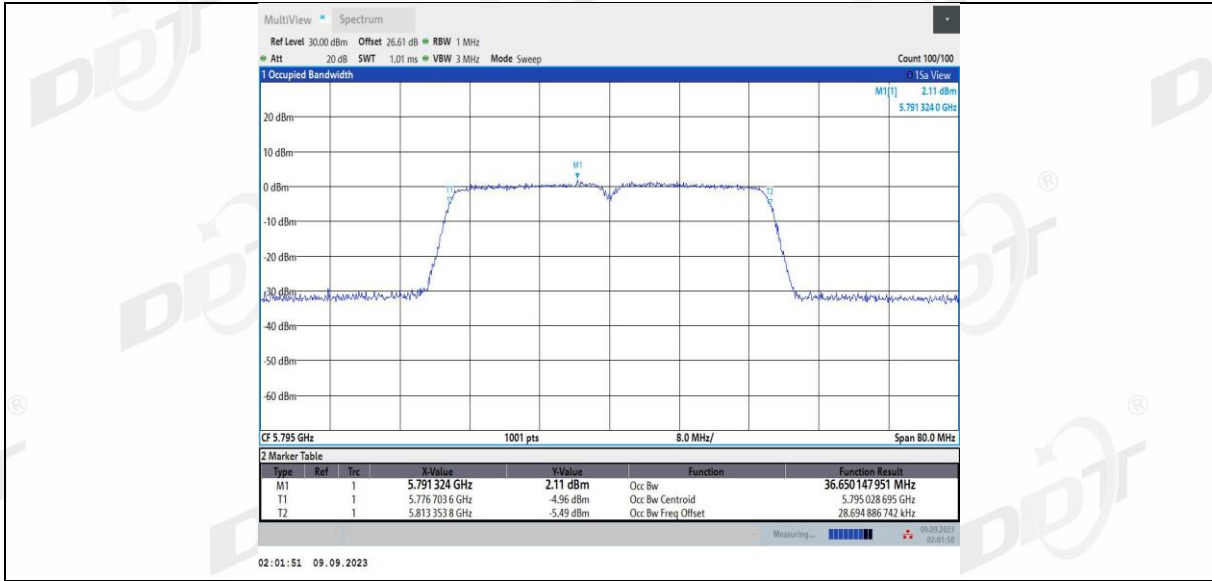 MultiView Spectrum
Ref Level 30.00 dBm Offset 26.61 dB RBW 1 MHz
Att 20 dB SWT 1.01 ms VBW 3 MHz Mode Sweep Count 100/100
1 Occupied Bandwidth 1Sa View
M1[1] 2.11 dBm
5.791 324 0 GHz
20 dBm
10 dBm
M1
0 dBm
T1 T2
-10 dBm
-20 dBm
-30 dBm
-40 dBm
-50 dBm
-60 dBm
CF 5.795 GHz 1001 pts 8.0 MHz/ Span 80.0 MHz
2 Marker Table
Type Ref Trc X-Value Y-Value Function Function Result
M1 1 5.791 324 GHz 2.11 dBm Occ Bw 36.650 147 951 MHz
T1 1 5.776 703 6 GHz -4.96 dBm Occ Bw Centroid 5.795 028 695 GHz
T2 1 5.813 353 8 GHz -5.49 dBm Occ Bw Freq Offset 28.694 886 742 kHz
Measuring... 09.09.2023
02:01:50
02:01:51 09.09.2023
DDT
®